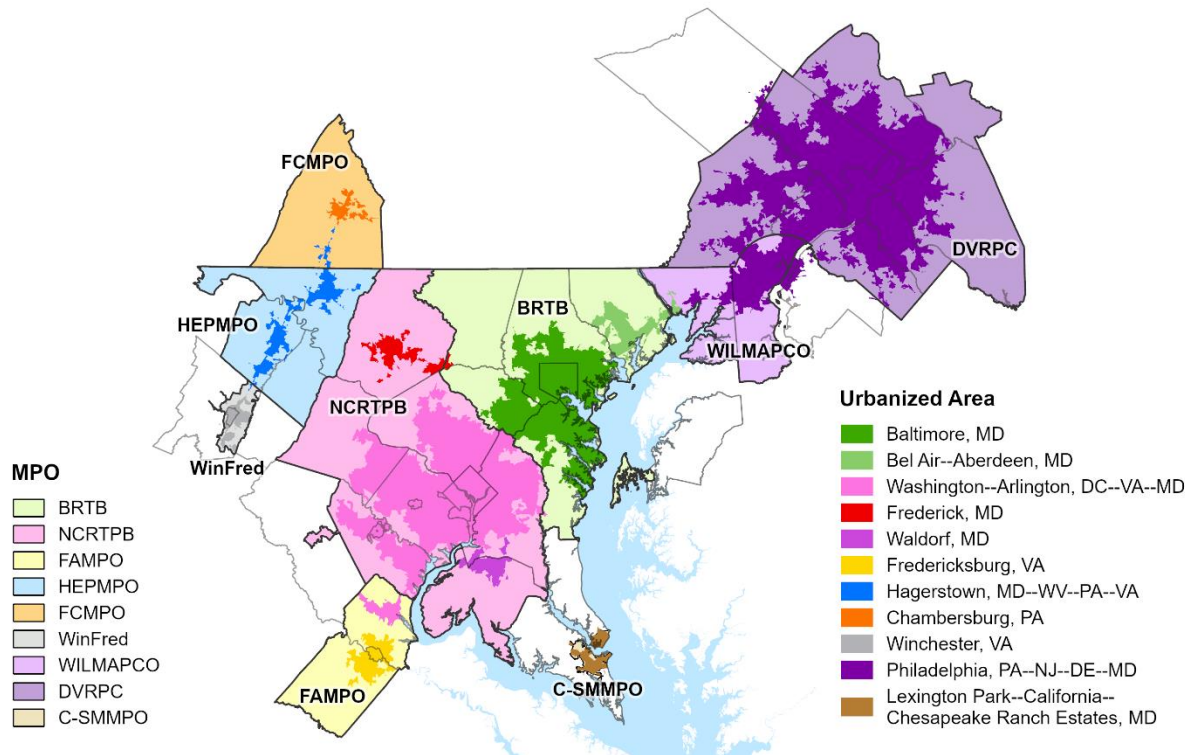 FCMPO
DVRPC
BRTB
HEPMPO
WILMAPCO
NCRTPB
WinFred
C-SMMPO
FAMPO
MPO
BRTB
NCRTPB
FAMPO
HEPMPO
FCMPO
WinFred
WILMAPCO
DVRPC
C-SMMPO
Urbanized Area
Baltimore, MD
Bel Air--Aberdeen, MD
Washington--Arlington, DC--VA--MD
Frederick, MD
Waldorf, MD
Fredericksburg, VA
Hagerstown, MD--WV--PA--VA
Chambersburg, PA
Winchester, VA
Philadelphia, PA--NJ--DE--MD
Lexington Park--California--
Chesapeake Ranch Estates, MD